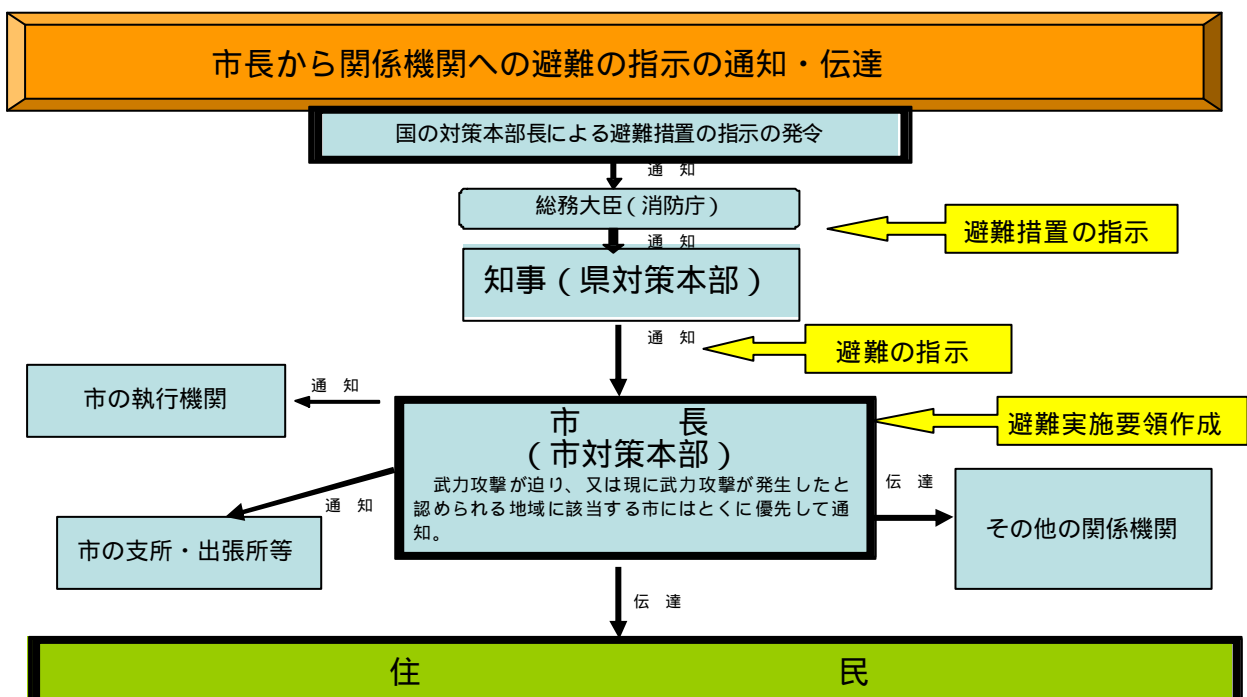 市長から関係機関への避難の指示の通知・伝達
国の対策本部長による避難措置の指示の発令
通 知
総務大臣(消防庁)
通 知
避難措置の指示
知事(県対策本部)
通 知
避難の指示
市の執行機関
通 知
市 長
(市対策本部)
武力攻撃が迫り、又は現に武力攻撃が発生したと
認められる地域に該当する市にはとくに優先して通
知。
避難実施要領作成
通 知
市の支所・出張所等
伝 達
その他の関係機関
伝 達
住 民